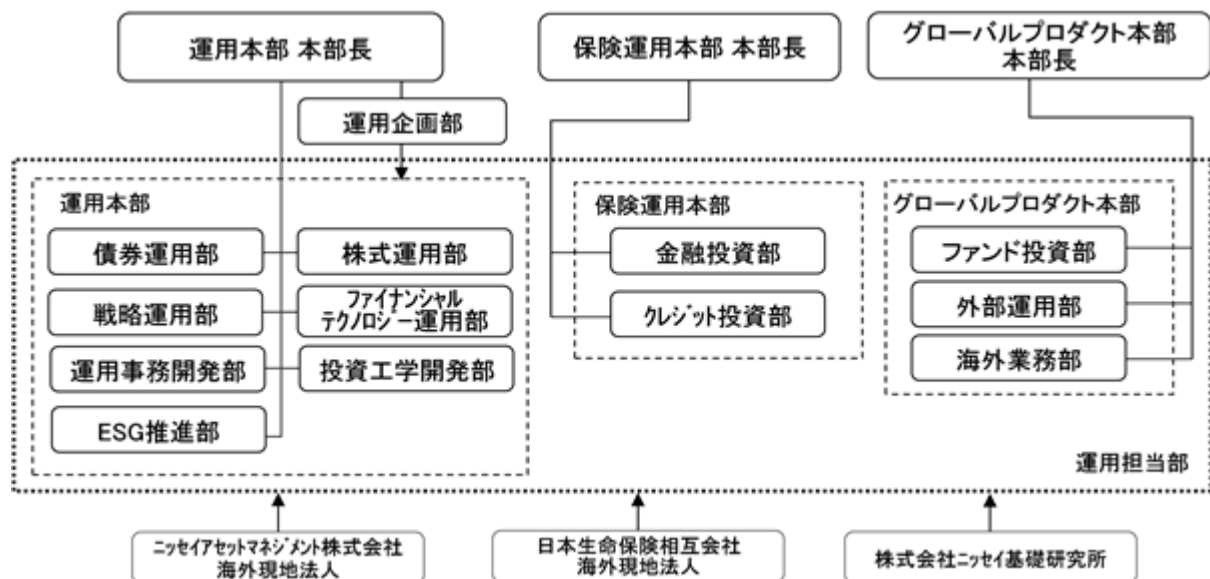 運用本部 本部長
保険運用本部 本部長
グローバルプロダクト本部
本部長
運用企画部
運用本部
債券運用部
株式運用部
戦略運用部
ファイナンシャル
テクノロジー運用部
運用事務開発部
投資工学開発部
ESG推進部
保険運用本部
金融投資部
クレジット投資部
グローバルプロダクト本部
ファンド投資部
外部運用部
海外業務部
運用担当部
ニッセイアセットマネジメント株式会社
海外現地法人
日本生命保険相互会社
海外現地法人
株式会社ニッセイ基礎研究所